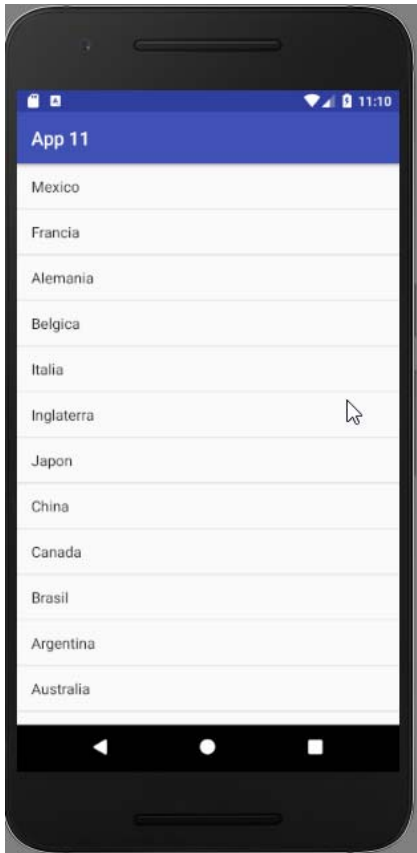 11:10
App 11
Mexico
Francia
Alemania
Belgica
Italia
Inglaterra
Japon
China
Canada
Brasil
Argentina
Australia